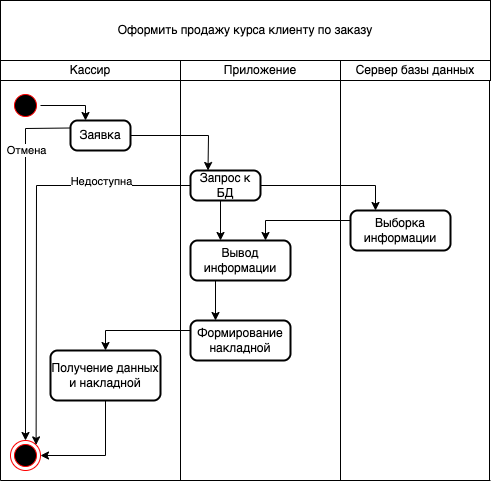 Оформить продажу курса клиенту по заказу
Кассир
Приложение
Сервер базы данных
Заявка
Отмена
Недоступна
Запрос к
БД
Выборка
информации
Вывод
информации
Формирование
накладной
Получение данных
и накладной